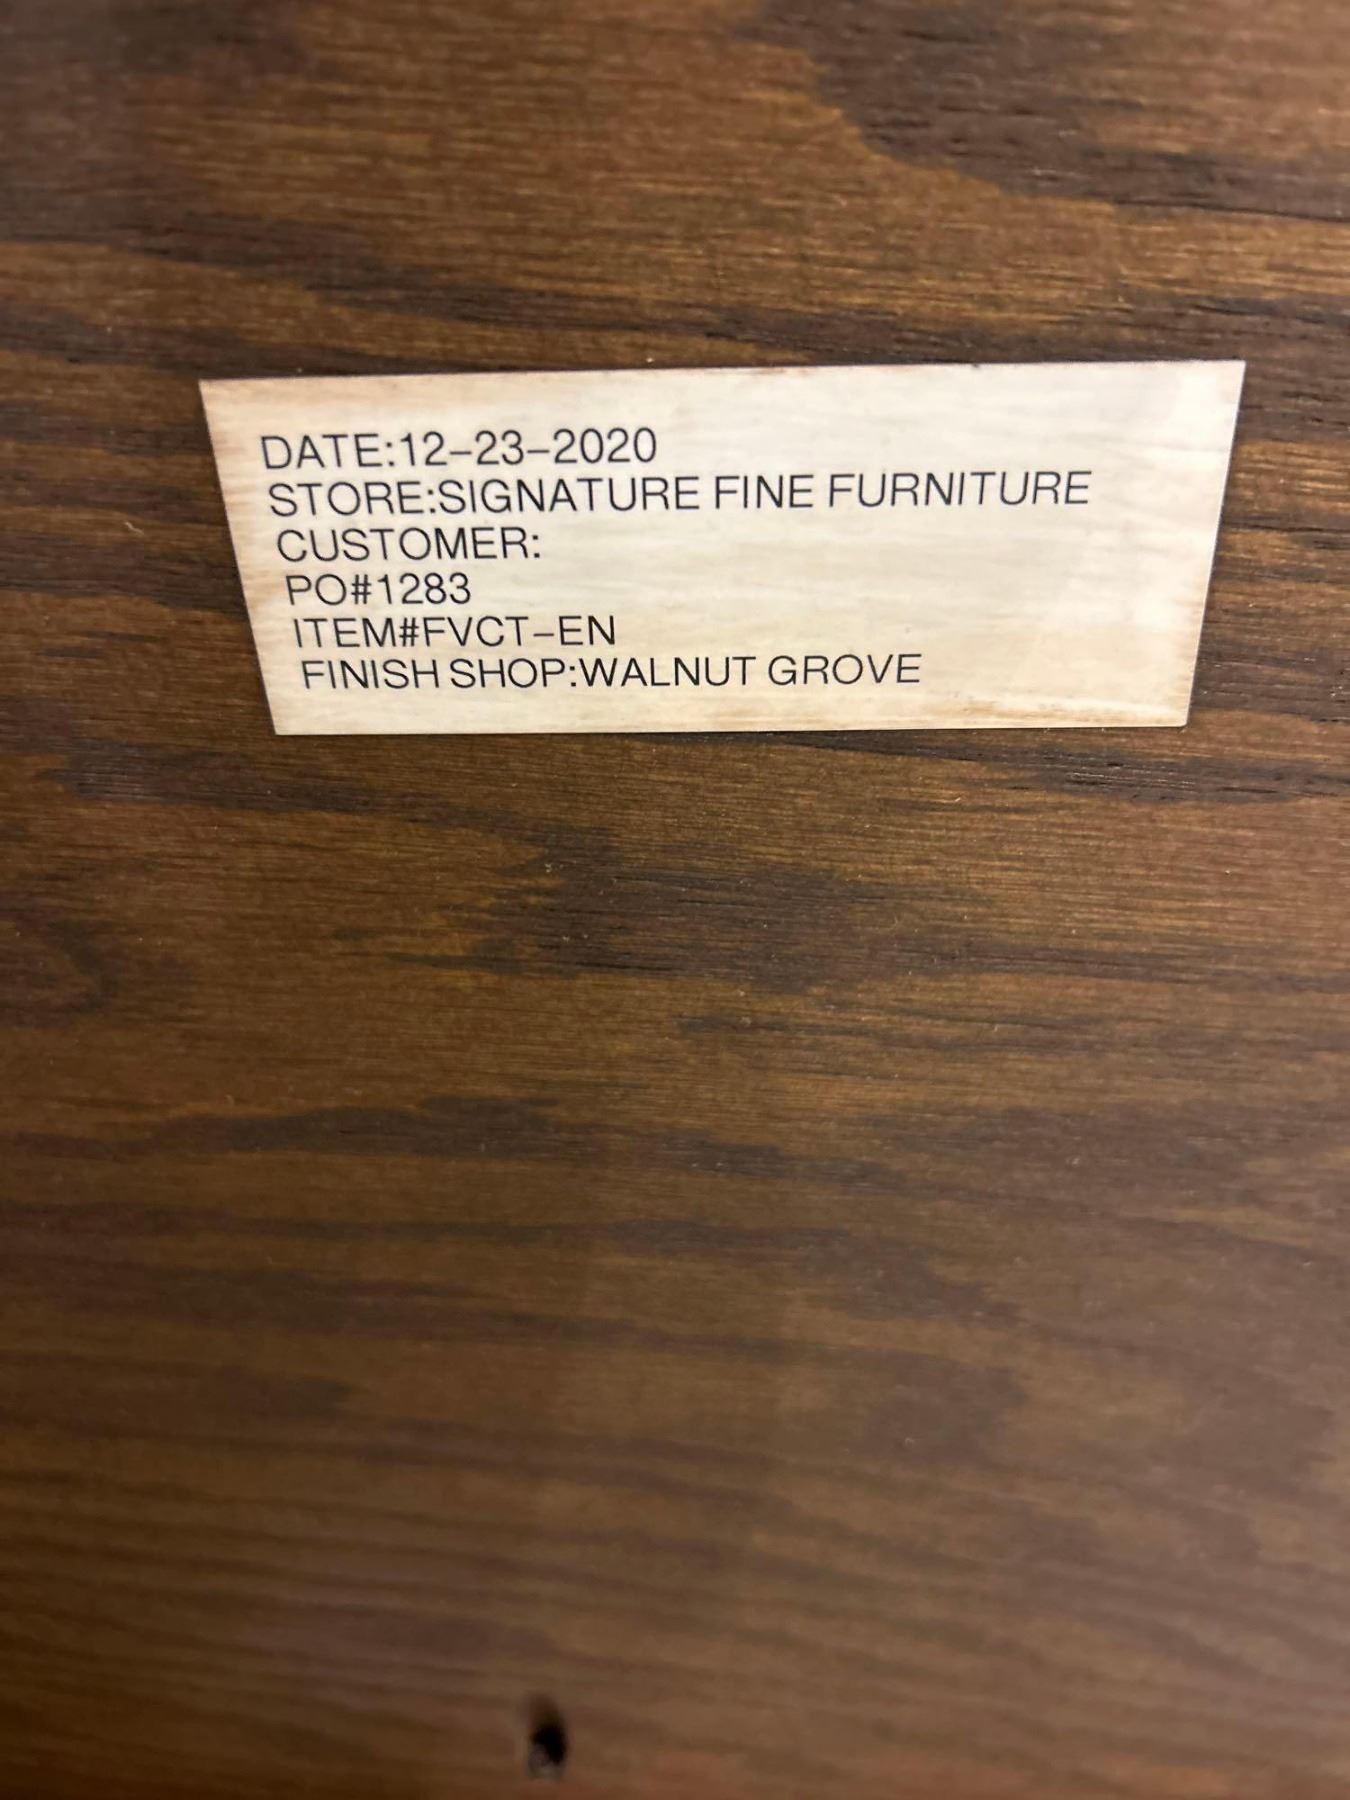 DATE:12-23-2020
STORE:SIGNATURE FINE FURNITURE
CUSTOMER:
PO#1283
ITEM#FVCT-EN
FINISH SHOP:WALNUT GROVE